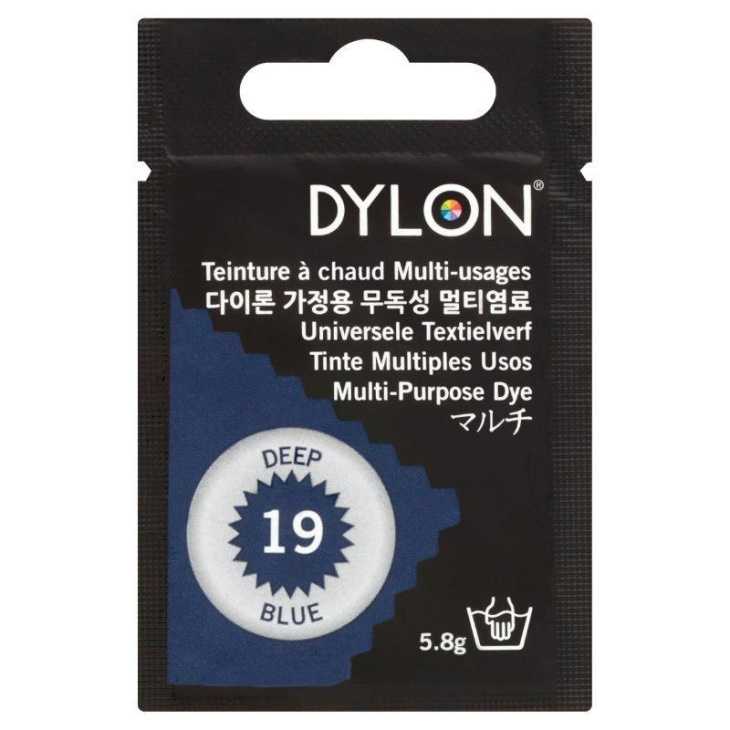 DYLON®
Teinture à chaud Multi-usages
다이론 가정용 무독성 멀티염료
Universele Textielverf
Tinte Multiples Usos
Multi-Purpose Dye
マルチ
DEEP
19
BLUE
5.8g